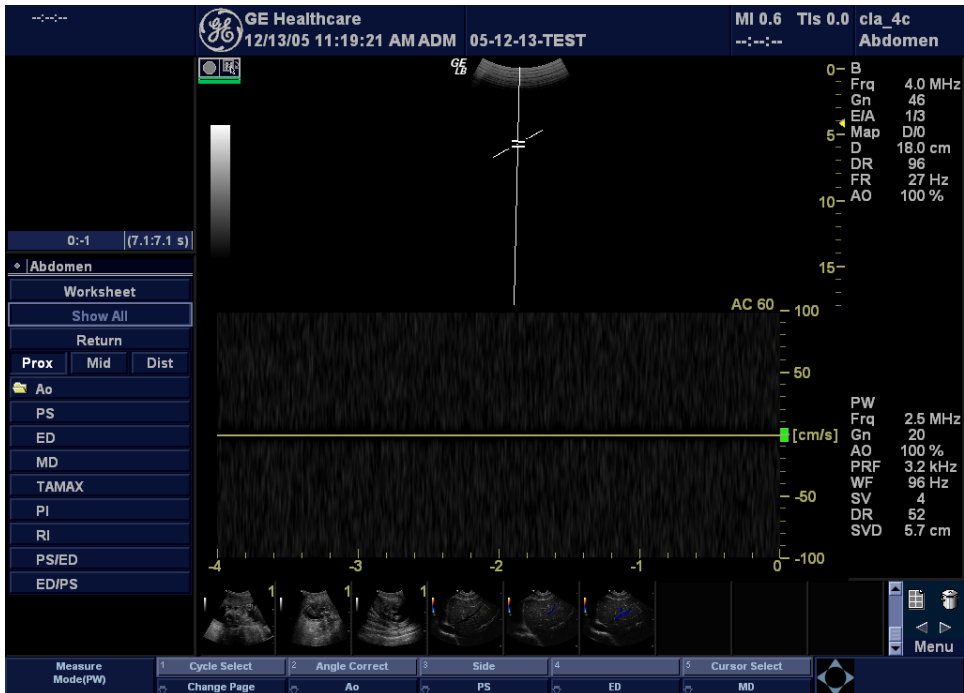 --:--:--
GE Healthcare
MI 0.6 TIs 0.0 cla_4c
12/13/05 11:19:21 AM ADM 05-12-13-TEST
--:--:-- Abdomen
GE
LB
0
5
10
15
B
Frq 4.0 MHz
Gn 46
E/A 1/3
Map D/0
D 18.0 cm
DR 96
FR 27 Hz
AO 100 %
0:-1 (7.1:7.1 s)
Abdomen
Worksheet
Show All
Return
Prox Mid Dist
Ao
PS
ED
MD
TAMAX
PI
RI
PS/ED
ED/PS
AC 60
100
50
[cm/s]
-50
-100
-4 -3 -2 -1 0
PW
Frq 2.5 MHz
Gn 20
AO 100 %
PRF 3.2 kHz
WF 96 Hz
SV 4
DR 52
SVD 5.7 cm
1 1 1
Menu
Measure
Mode(PW)
1 Cycle Select 2 Angle Correct 3 Side 4 5 Cursor Select
Change Page Ao PS ED MD